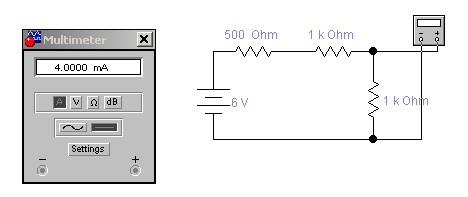 Multimeter
4.0000 mA
A V Ω dB
Settings
− +
500 Ohm
1 k Ohm
6 V
1 k Ohm
− +